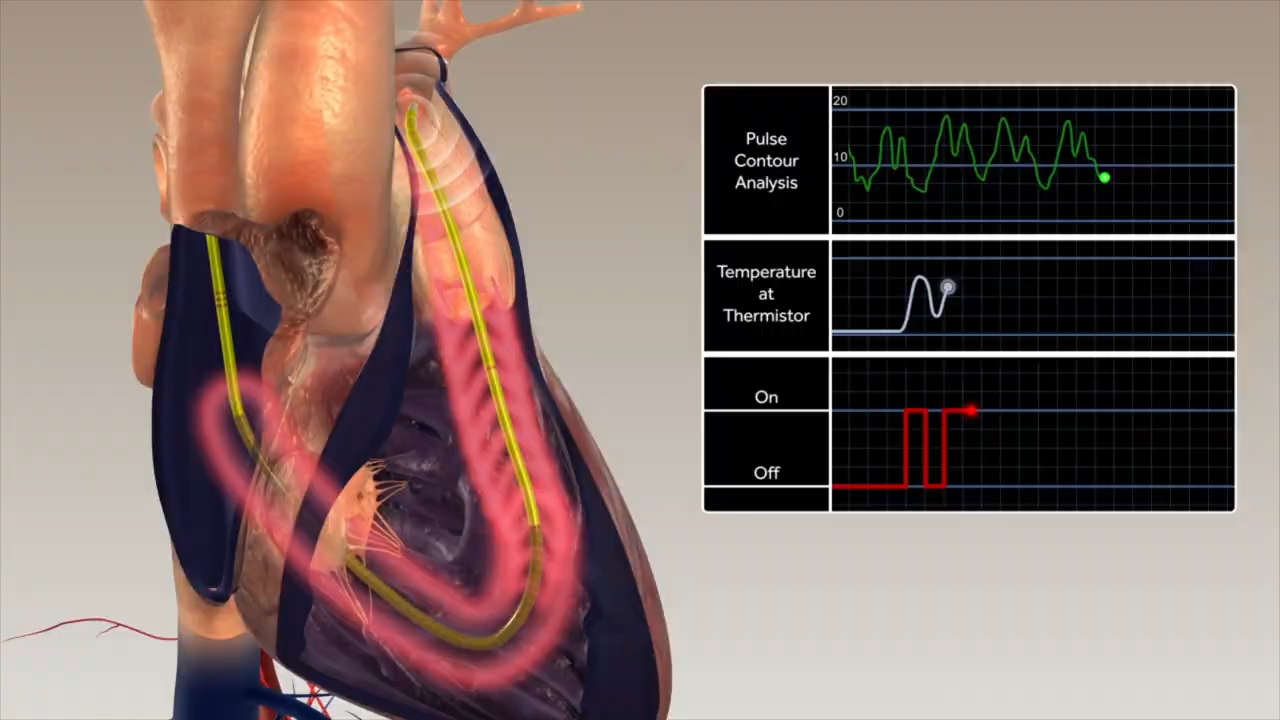 Pulse
Contour
Analysis
20
10
0
Temperature
at
Thermistor
On
Off